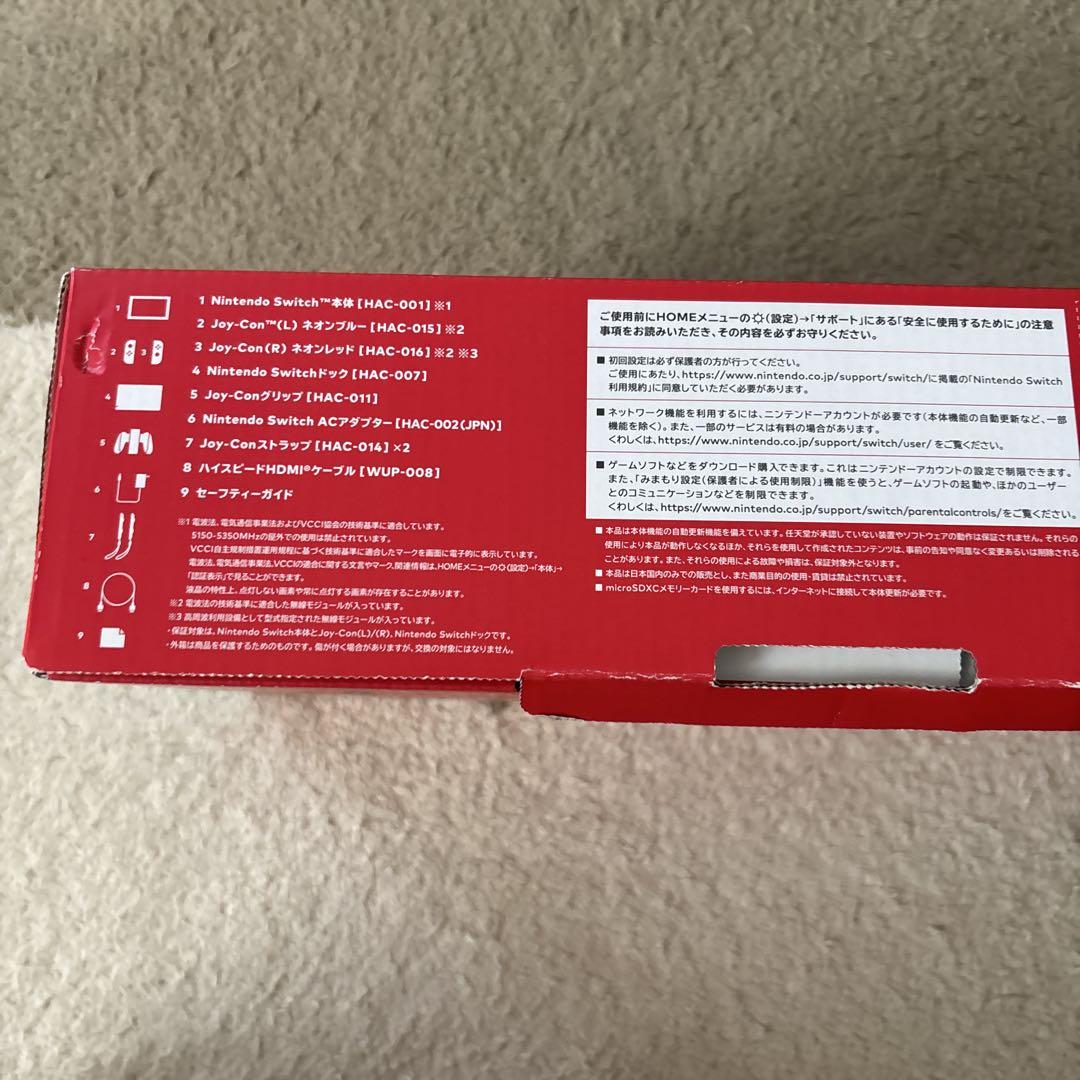 1 Nintendo Switch™本体[HAC-001]※1
2 Joy-Con™(L) ネオンブルー[HAC-015]※2
3 Joy-Con(R) ネオンレッド[HAC-016]※2 ※3
4 Nintendo Switchドック[HAC-007]
5 Joy-Conグリップ[HAC-011]
6 Nintendo Switch ACアダプター[HAC-002(JPN)]
7 Joy-Conストラップ[HAC-014]×2
8 ハイスピードHDMI®ケーブル[WUP-008]
9 セーフティーガイド
1
2 3
4
5
6
7
8
9
※1 電波法、電気通信事業法およびVCCI協会の技術基準に適合しています。
5150-5350MHzの屋外での使用は禁止されています。
VCCI自主規制措置運用規程に基づく技術基準に適合したマークを画面に電子的に表示しています。
電波法、電気通信事業法、VCCIの適合に関する文言やマーク、関連情報は、HOMEメニューの(設定)→「本体」→
「認証表示」で見ることができます。
液晶の特性上、点灯しない画素や常に点灯する画素が存在することがあります。
※2 電波法の技術基準に適合した無線モジュールが入っています。
※3 高周波利用設備として型式指定された無線モジュールが入っています。
・保証対象は、Nintendo Switch本体とJoy-Con(L)/(R)、Nintendo Switchドックです。
・外箱は商品を保護するためのものです。傷が付く場合がありますが、交換の対象にはなりません。
ご使用前にHOMEメニューの(設定)→「サポート」にある「安全に使用するために」の注意
事項をお読みいただき、その内容を必ずお守りください。
■ 初回設定は必ず保護者の方が行ってください。
ご使用にあたり、https://www.nintendo.co.jp/support/switch/に掲載の「Nintendo Switch
利用規約」に同意していただく必要があります。
■ ネットワーク機能を利用するには、ニンテンドーアカウントが必要です(本体機能の自動更新など、一部
機能を除く)。また、一部のサービスは有料の場合があります。
くわしくは、https://www.nintendo.co.jp/support/switch/user/ をご覧ください。
■ ゲームソフトなどをダウンロード購入できます。これはニンテンドーアカウントの設定で制限できます。
また、「みまもり設定(保護者による使用制限)」機能を使うと、ゲームソフトの起動や、ほかのユーザー
とのコミュニケーションなどを制限できます。
くわしくは、https://www.nintendo.co.jp/support/switch/parentalcontrols/をご覧ください。
■ 本品は本体機能の自動更新機能を備えています。任天堂が承認していない装置やソフトウェアの動作は保証されません。それらの
使用により本品が動作しなくなるほか、それらを使用して作成されたコンテンツは、事前の告知や同意なく変更あるいは削除される
ことがあります。また、それらの使用による故障や損害は、保証対象外となります。
■ 本品は日本国内のみでの販売とし、また商業目的の使用・賃貸は禁止されています。
■ microSDXCメモリーカードを使用するには、インターネットに接続して本体更新が必要です。